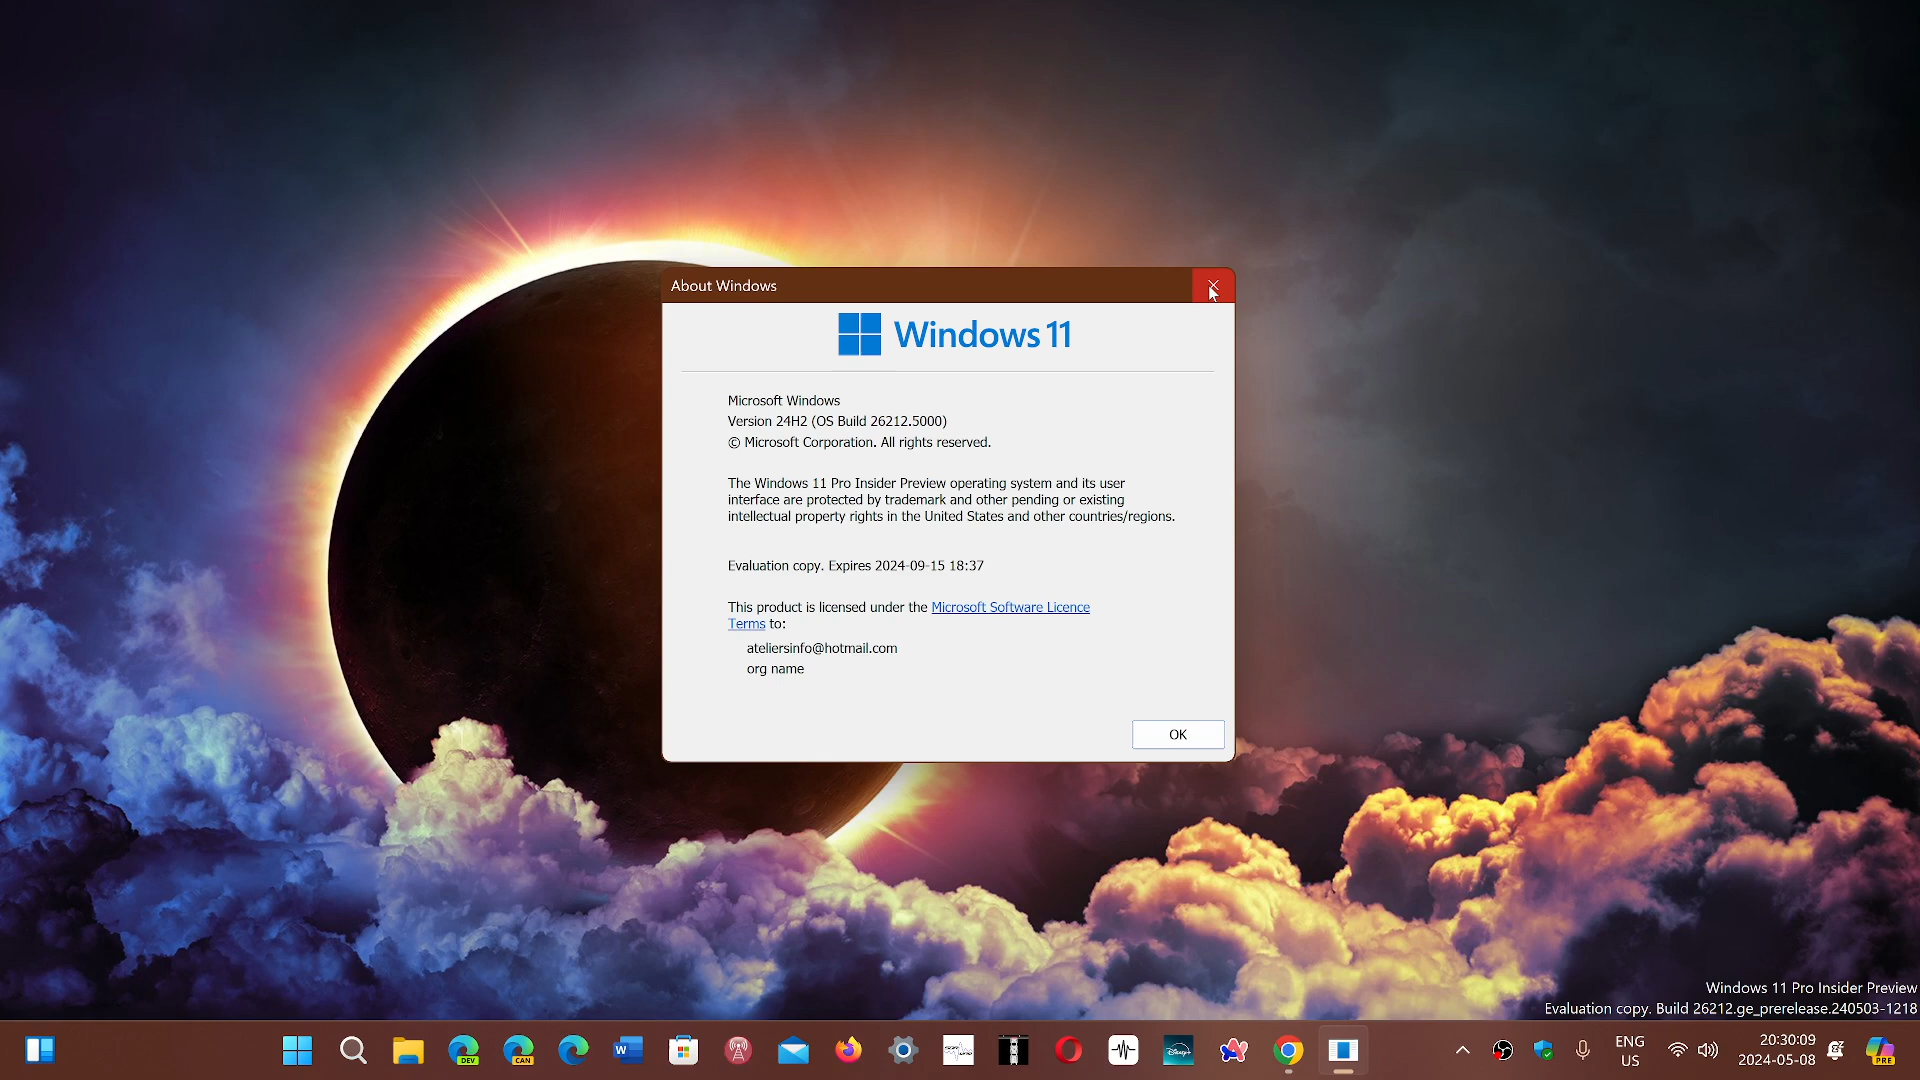 About Windows
Windows 11
Microsoft Windows
Version 24H2 (OS Build 26212.5000)
© Microsoft Corporation. All rights reserved.
The Windows 11 Pro Insider Preview operating system and its user
interface are protected by trademark and other pending or existing
intellectual property rights in the United States and other countries/regions.
Evaluation copy. Expires 2024-09-15 18:37
This product is licensed under the Microsoft Software Licence
Terms to:
ateliersinfo@hotmail.com
org name
OK
Windows 11 Pro Insider Preview
Evaluation copy. Build 26212.ge_prerelease.240503-1218
DEV
CAN
W
Disney+
ENG
US
20:30:09
2024-05-08
PRE